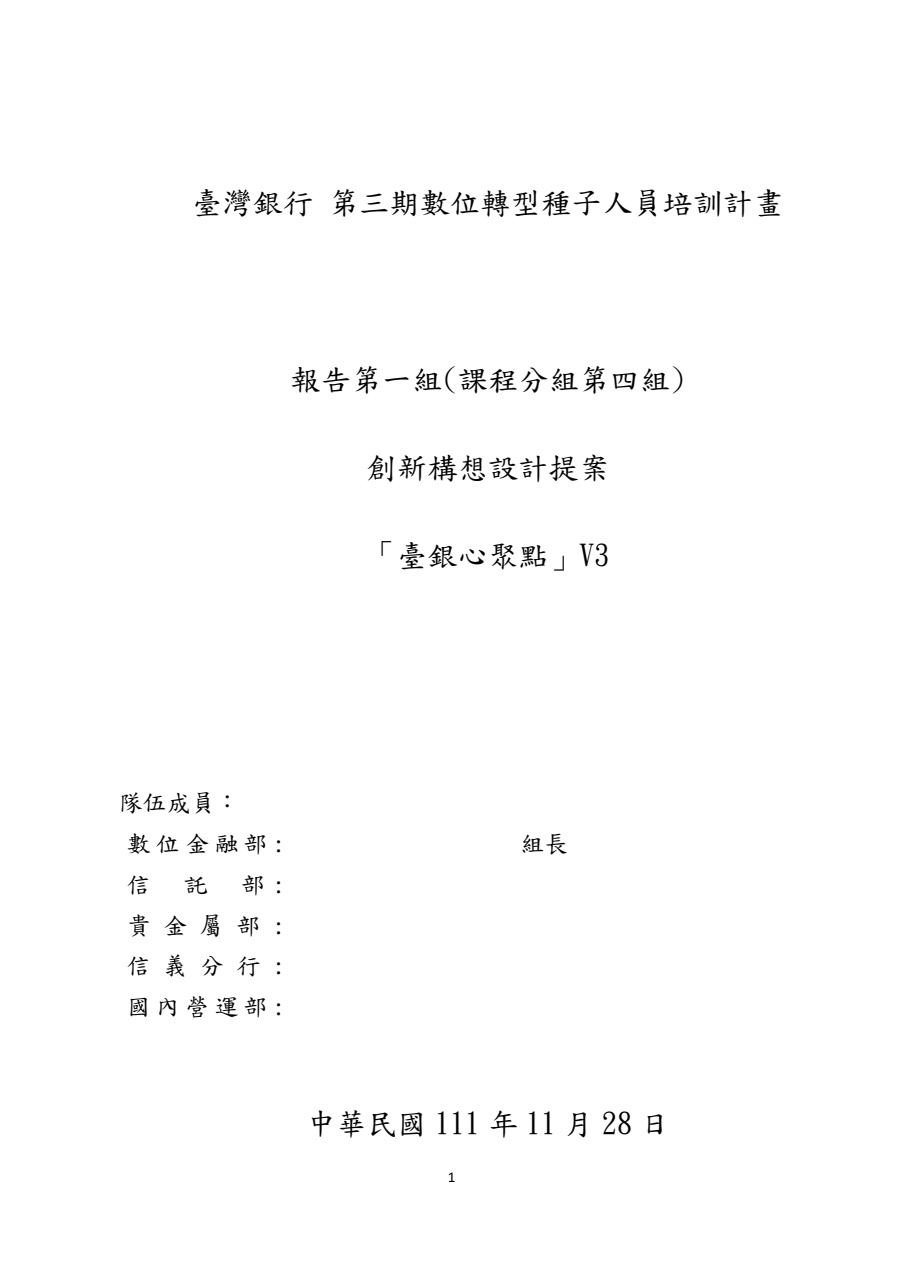 臺灣銀行 第三期數位轉型種子人員培訓計畫
報告第一組(課程分組第四組)
創新構想設計提案
「臺銀心聚點」V3
隊伍成員：
數位金融部： 組長
信託部：
貴金屬部：
信義分行：
國內營運部：
中華民國 111 年 11 月 28 日
1